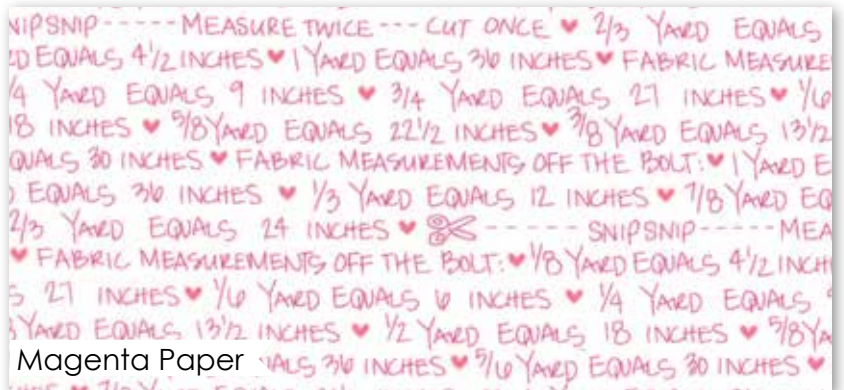 SNIPSNIP-----MEASURE TWICE --- CUT ONCE ♥ 2/3 YARD EQUALS
EQUALS 4 1/2 INCHES ♥ 1 YARD EQUALS 36 INCHES ♥ FABRIC MEASURE
1/4 YARD EQUALS 9 INCHES ♥ 3/4 YARD EQUALS 27 INCHES ♥ 1/6
18 INCHES ♥ 5/8 YARD EQUALS 22 1/2 INCHES ♥ 3/8 YARD EQUALS 13 1/2
QUALS 30 INCHES ♥ FABRIC MEASUREMENTS OFF THE BOLT: ♥ 1 YARD E
EQUALS 36 INCHES ♥ 1/3 YARD EQUALS 12 INCHES ♥ 7/8 YARD EQ
2/3 YARD EQUALS 24 INCHES ♥ ------ SNIPSNIP-----MEA
♥ FABRIC MEASUREMENTS OFF THE BOLT: ♥ 1/8 YARD EQUALS 4 1/2 INCH
S 27 INCHES ♥ 1/6 YARD EQUALS 6 INCHES ♥ 1/4 YARD EQUALS
YARD EQUALS 13 1/2 INCHES ♥ 1/2 YARD EQUALS 18 INCHES ♥ 5/8 YA
Magenta Paper
UALS 36 INCHES ♥ 5/6 YARD EQUALS 30 INCHES ♥